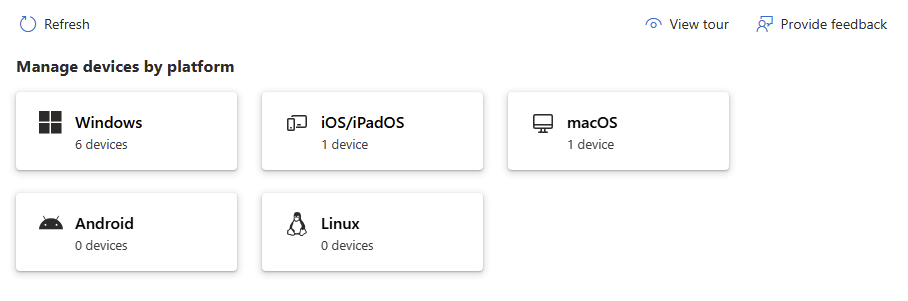 Refresh View tour Provide feedback
Manage devices by platform
Windows iOS/iPadOS macOS
6 devices 1 device 1 device
Android Linux
0 devices 0 devices